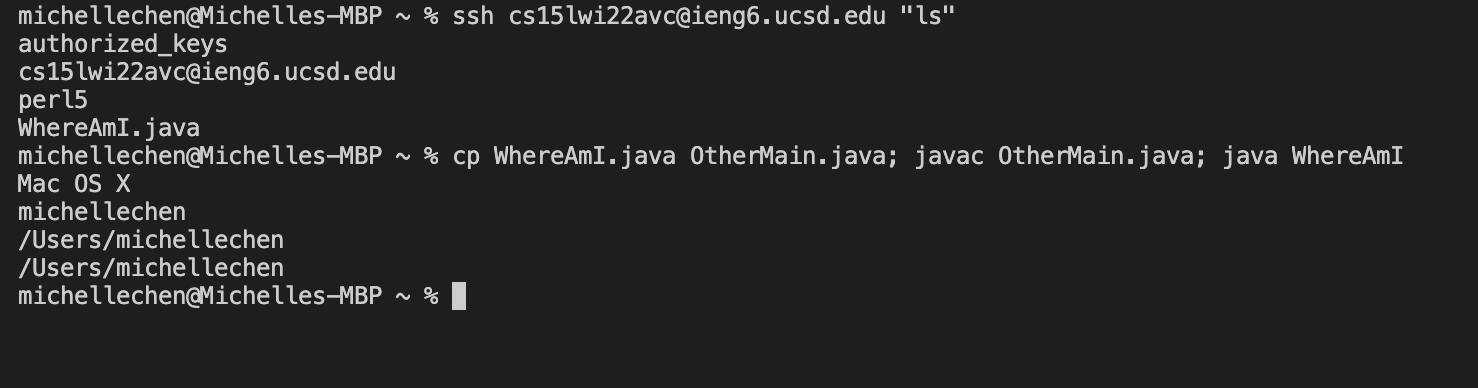 michellechen@Michelles-MBP ~ % ssh cs15lwi22avc@ieng6.ucsd.edu "ls"
authorized_keys
cs15lwi22avc@ieng6.ucsd.edu
perl5
WhereAmI.java
michellechen@Michelles-MBP ~ % cp WhereAmI.java OtherMain.java; javac OtherMain.java; java WhereAmI
Mac OS X
michellechen
/Users/michellechen
/Users/michellechen
michellechen@Michelles-MBP ~ %